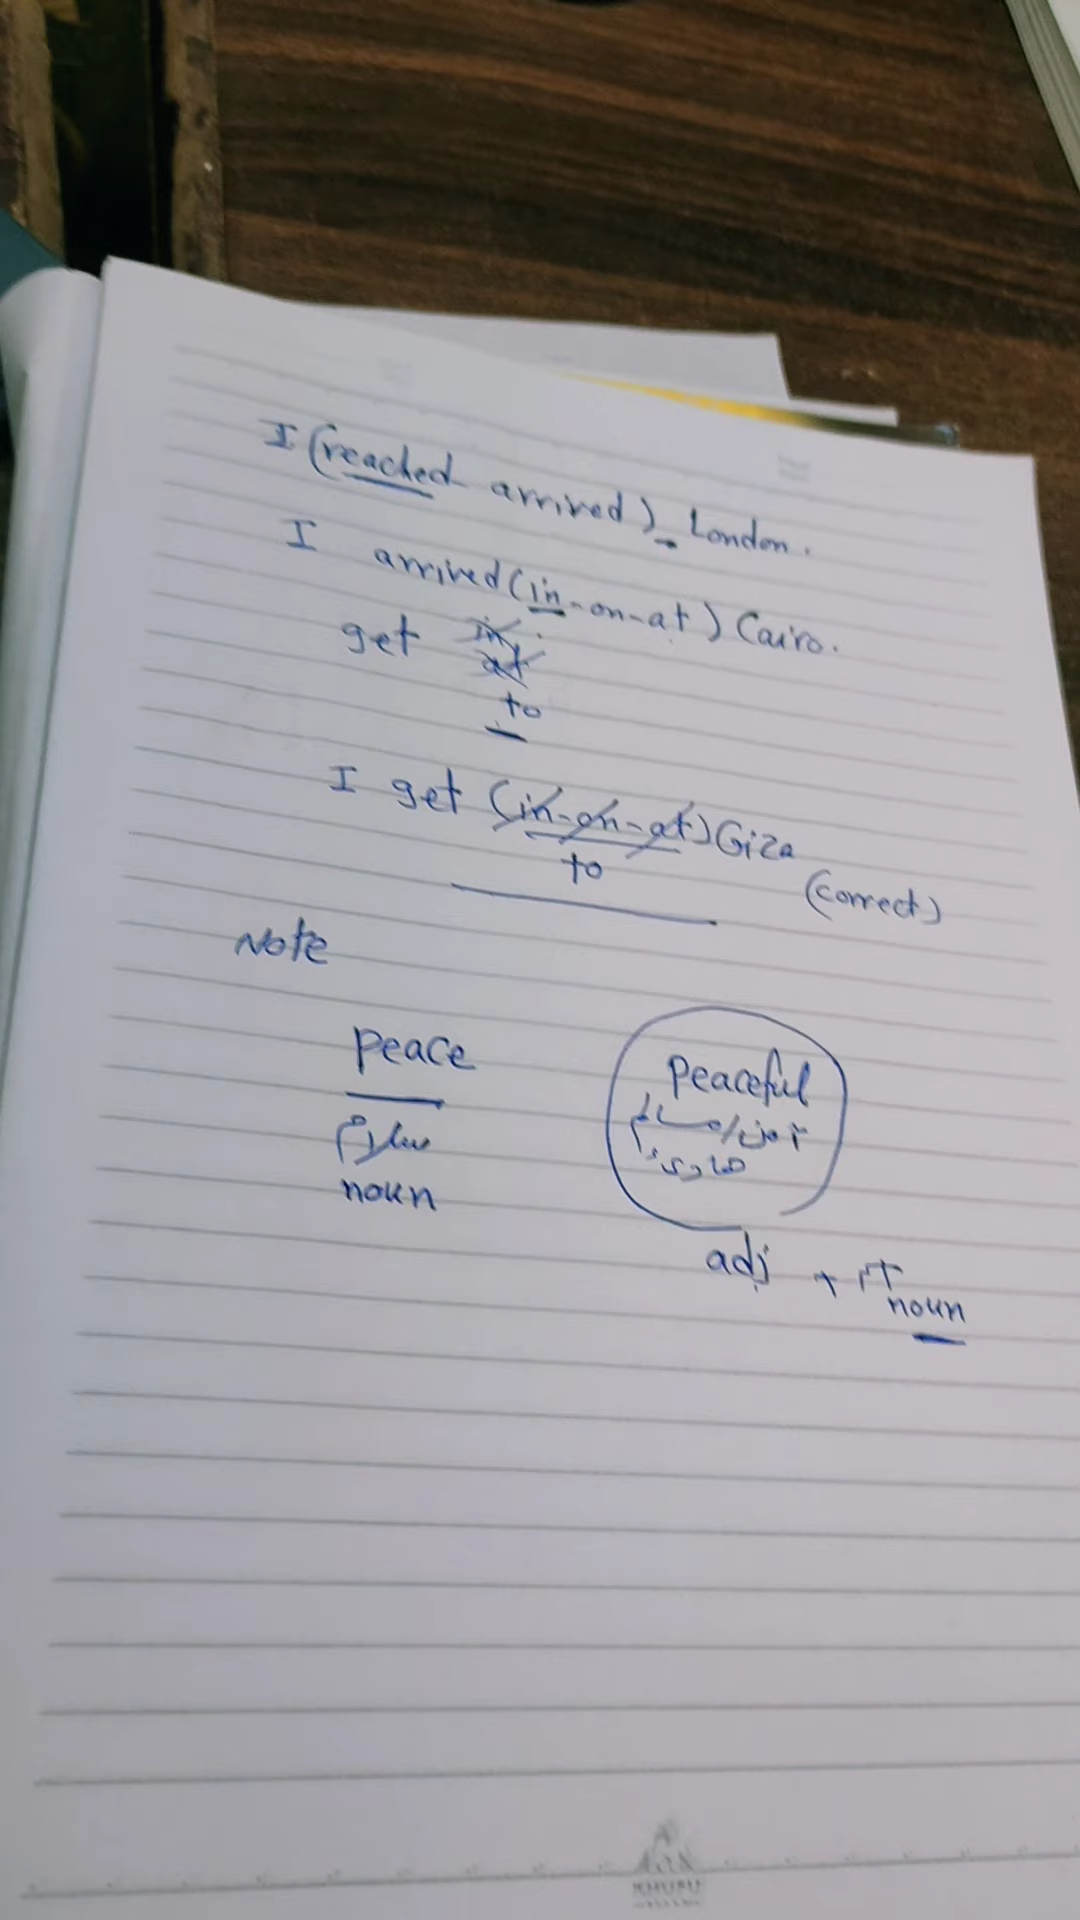 I (reached arrived) London.
I arrived (in-on-at) Cairo.
get in
at
to
I get (in-on-at) Giza
to
(correct)
Note
peace
peaceful
سلام
آمن/مسالم
هادئ
noun
adj + n
noun
KHUFU